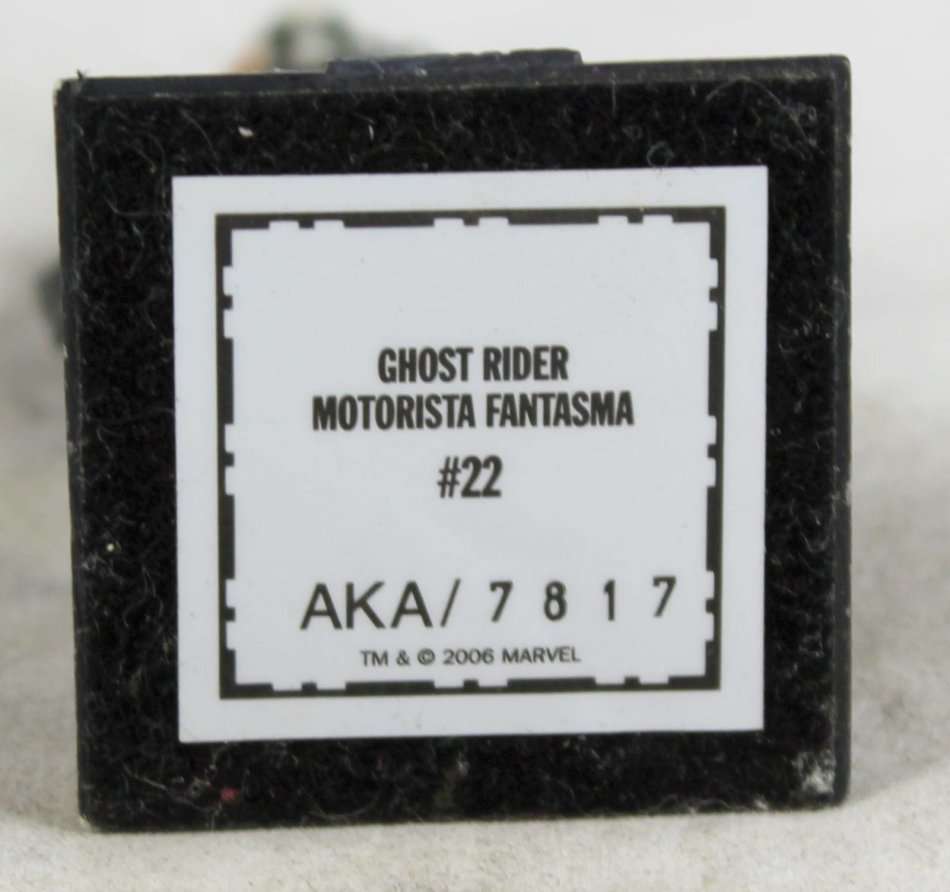 GHOST RIDER
MOTORISTA FANTASMA
#22
AKA/ 7 8 1 7
TM & © 2006 MARVEL